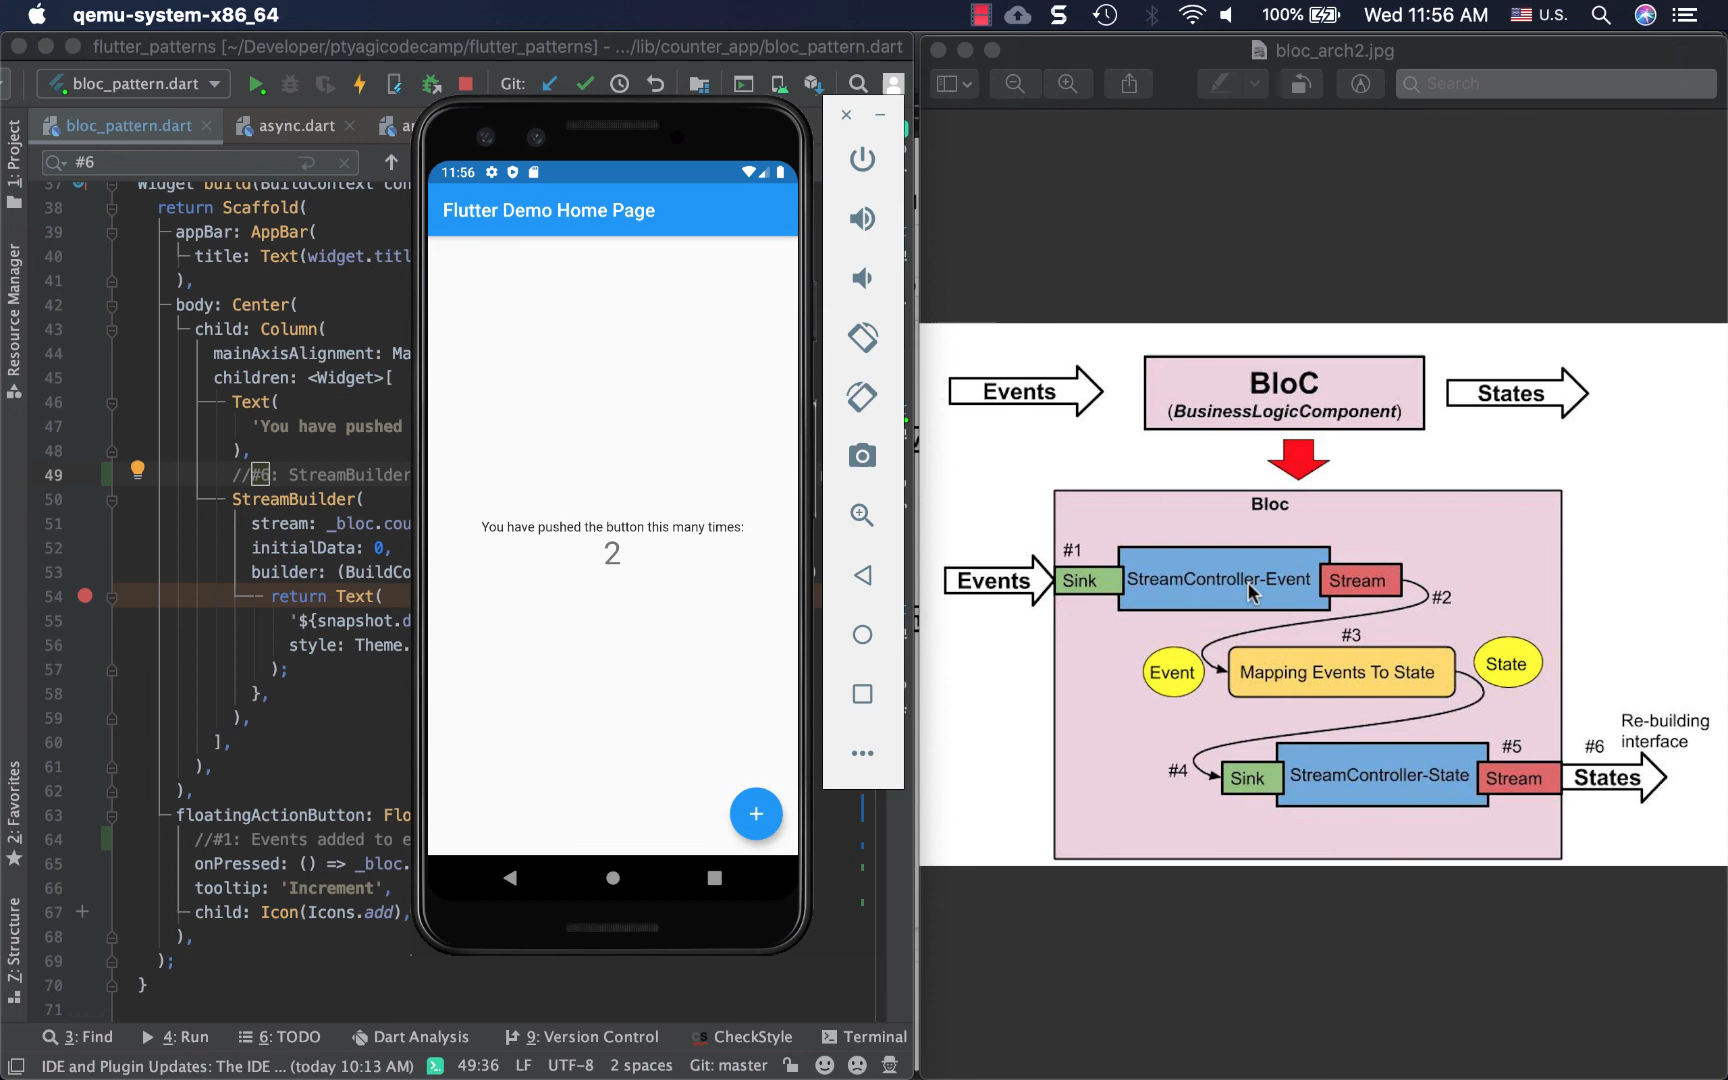 qemu-system-x86_64
100%
Wed 11:56 AM
U.S.
flutter_patterns [~/Developer/ptyagicodecamp/flutter_patterns] - .../lib/counter_app/bloc_pattern.dart
bloc_pattern.dart
Git:
bloc_pattern.dart
async.dart
#6
1: Project
Resource Manager
2: Favorites
Z: Structure
37 Widget build(BuildContext con
38 return Scaffold(
39 appBar: AppBar(
40 title: Text(widget.titl
41 ),
42 body: Center(
43 child: Column(
44 mainAxisAlignment: Ma
45 children: <Widget>[
46 Text(
47 'You have pushed
48 ),
49 //#6: StreamBuilder
50 StreamBuilder(
51 stream: _bloc.cou
52 initialData: 0,
53 builder: (BuildCo
54 return Text(
55 '${snapshot.d
56 style: Theme.
57 );
58 },
59 ),
60 ],
61 ),
62 ),
63 floatingActionButton: Flo
64 //#1: Events added to e
65 onPressed: () => _bloc.
66 tooltip: 'Increment',
67 child: Icon(Icons.add),
68 ),
69 );
70 }
71
11:56
Flutter Demo Home Page
You have pushed the button this many times:
2
+
3: Find
4: Run
6: TODO
Dart Analysis
9: Version Control
CheckStyle
Terminal
IDE and Plugin Updates: The IDE ... (today 10:13 AM)
49:36
LF
UTF-8
2 spaces
Git: master
bloc_arch2.jpg
Search
Events
BloC
(BusinessLogicComponent)
States
Bloc
#1
Events
Sink
StreamController-Event
Stream
#2
#3
Event
Mapping Events To State
State
#4
Sink
StreamController-State
Stream
#5
#6
Re-building
interface
States